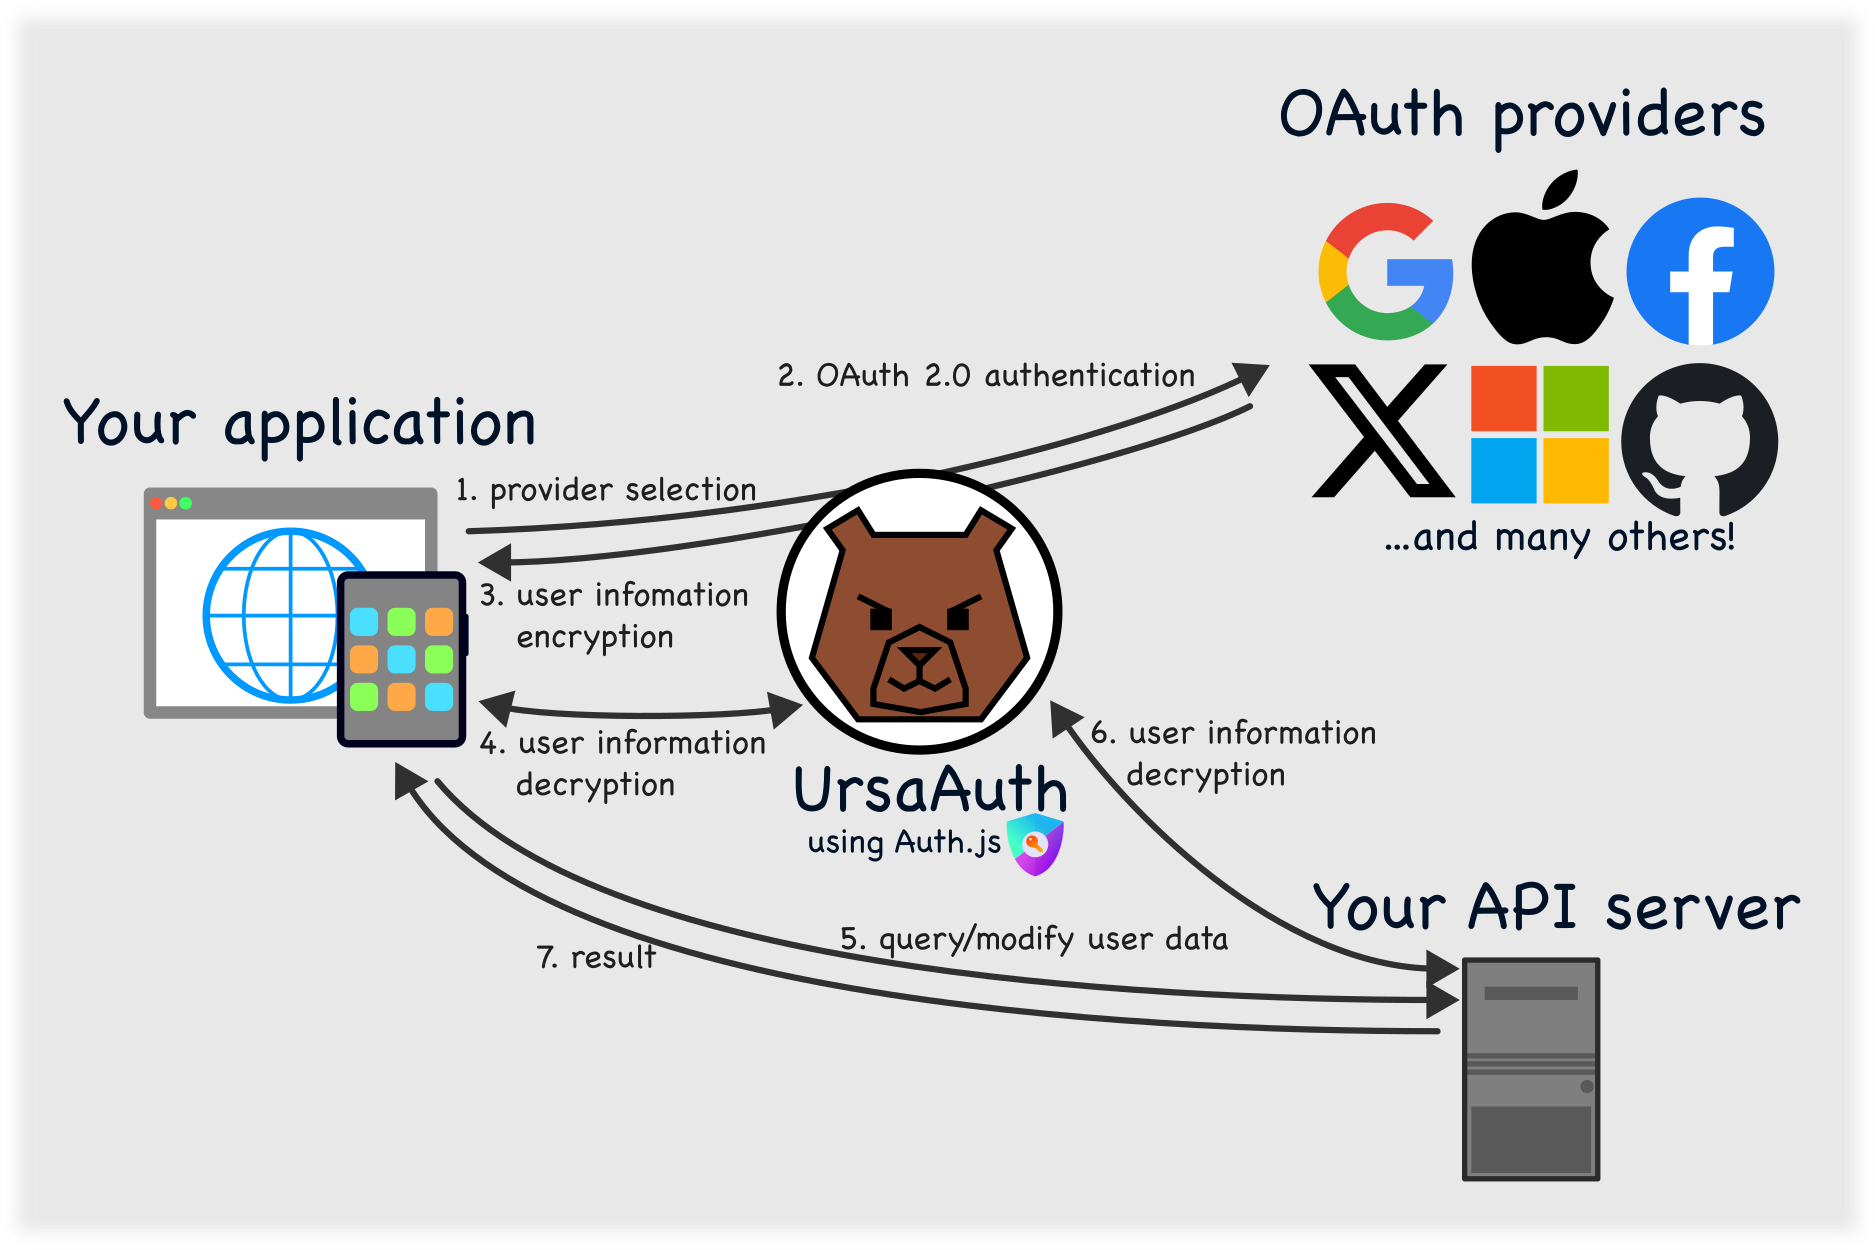 OAuth providers
...and many others!
2. OAuth 2.0 authentication
Your application
1. provider selection
3. user infomation
encryption
4. user information
decryption
UrsaAuth
using Auth.js
6. user information
decryption
Your API server
5. query/modify user data
7. result